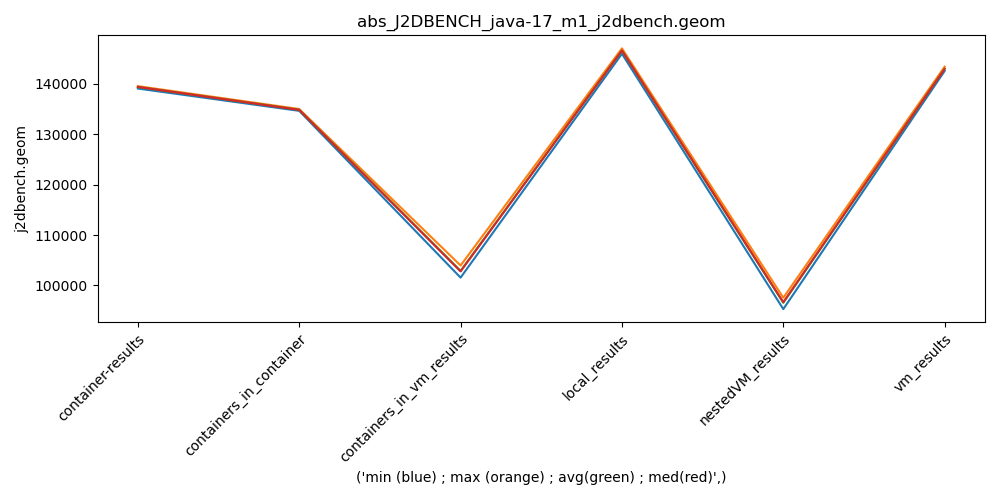 abs_J2DBENCH_java-17_m1_j2dbench.geom
j2dbench.geom
140000
130000
120000
110000
100000
container-results
containers_in_container
containers_in_vm_results
local_results
nestedVM_results
vm_results
('min (blue) ; max (orange) ; avg(green) ; med(red)',)